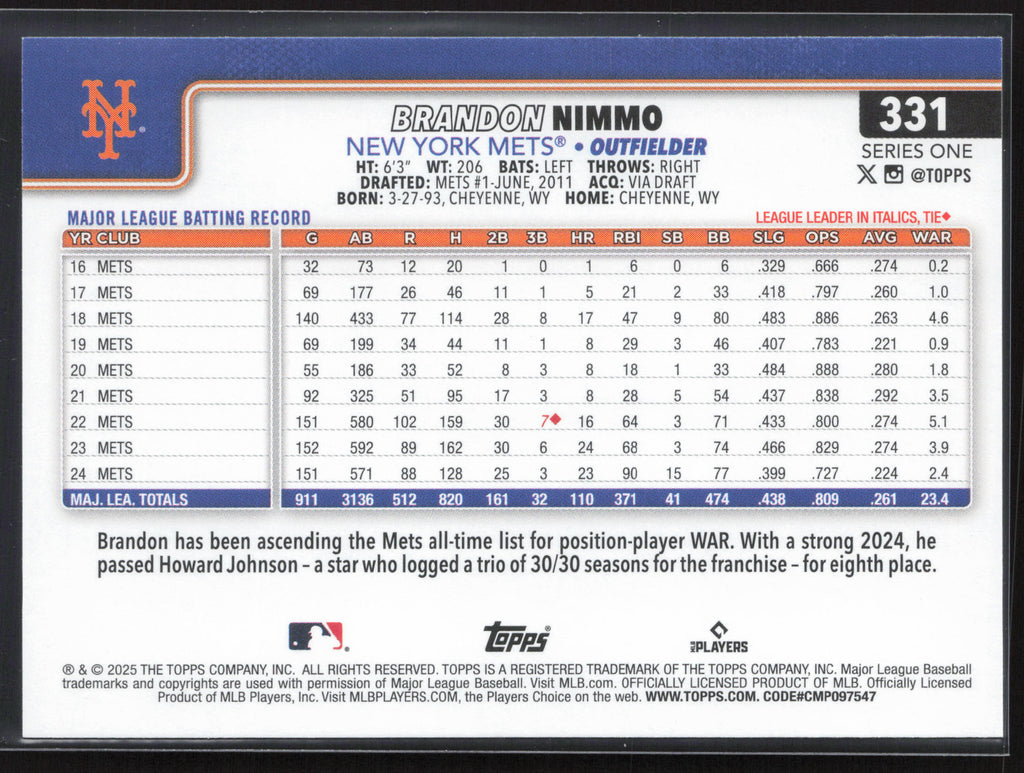 NY
BRANDON NIMMO
331
NEW YORK METS® • OUTFIELDER
SERIES ONE
HT: 6'3" WT: 206 BATS: LEFT THROWS: RIGHT
@TOPPS
DRAFTED: METS #1-JUNE, 2011 ACQ: VIA DRAFT
BORN: 3-27-93, CHEYENNE, WY HOME: CHEYENNE, WY
MAJOR LEAGUE BATTING RECORD
LEAGUE LEADER IN ITALICS, TIE♦
YR CLUB G AB R H 2B 3B HR RBI SB BB SLG OPS AVG WAR
16 METS 32 73 12 20 1 0 1 6 0 6 .329 .666 .274 0.2
17 METS 69 177 26 46 11 1 5 21 2 33 .418 .797 .260 1.0
18 METS 140 433 77 114 28 8 17 47 9 80 .483 .886 .263 4.6
19 METS 69 199 34 44 11 1 8 29 3 46 .407 .783 .221 0.9
20 METS 55 186 33 52 8 3 8 18 1 33 .484 .888 .280 1.8
21 METS 92 325 51 95 17 3 8 28 5 54 .437 .838 .292 3.5
22 METS 151 580 102 159 30 7♦ 16 64 3 71 .433 .800 .274 5.1
23 METS 152 592 89 162 30 6 24 68 3 74 .466 .829 .274 3.9
24 METS 151 571 88 128 25 3 23 90 15 77 .399 .727 .224 2.4
MAJ. LEA. TOTALS 911 3136 512 820 161 32 110 371 41 474 .438 .809 .261 23.4
Brandon has been ascending the Mets all-time list for position-player WAR. With a strong 2024, he
passed Howard Johnson – a star who logged a trio of 30/30 seasons for the franchise – for eighth place.
Topps®
MLB PLAYERS
® & © 2025 THE TOPPS COMPANY, INC. ALL RIGHTS RESERVED. TOPPS IS A REGISTERED TRADEMARK OF THE TOPPS COMPANY, INC. Major League Baseball
trademarks and copyrights are used with permission of Major League Baseball. Visit MLB.com. OFFICIALLY LICENSED PRODUCT OF MLB. Officially Licensed
Product of MLB Players, Inc. Visit MLBPLAYERS.COM, the Players Choice on the web. WWW.TOPPS.COM. CODE#CMP097547